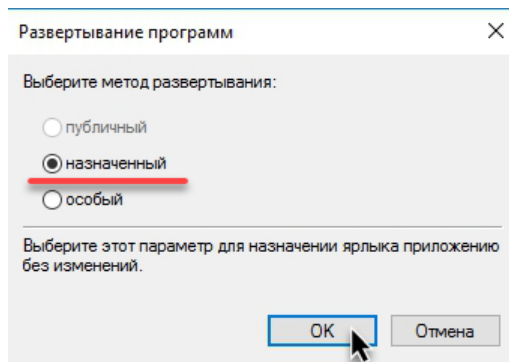 Развертывание программ
Выберите метод развертывания:
публичный
назначенный
особый
Выберите этот параметр для назначении ярлыка приложению
без изменений.
OK
Отмена